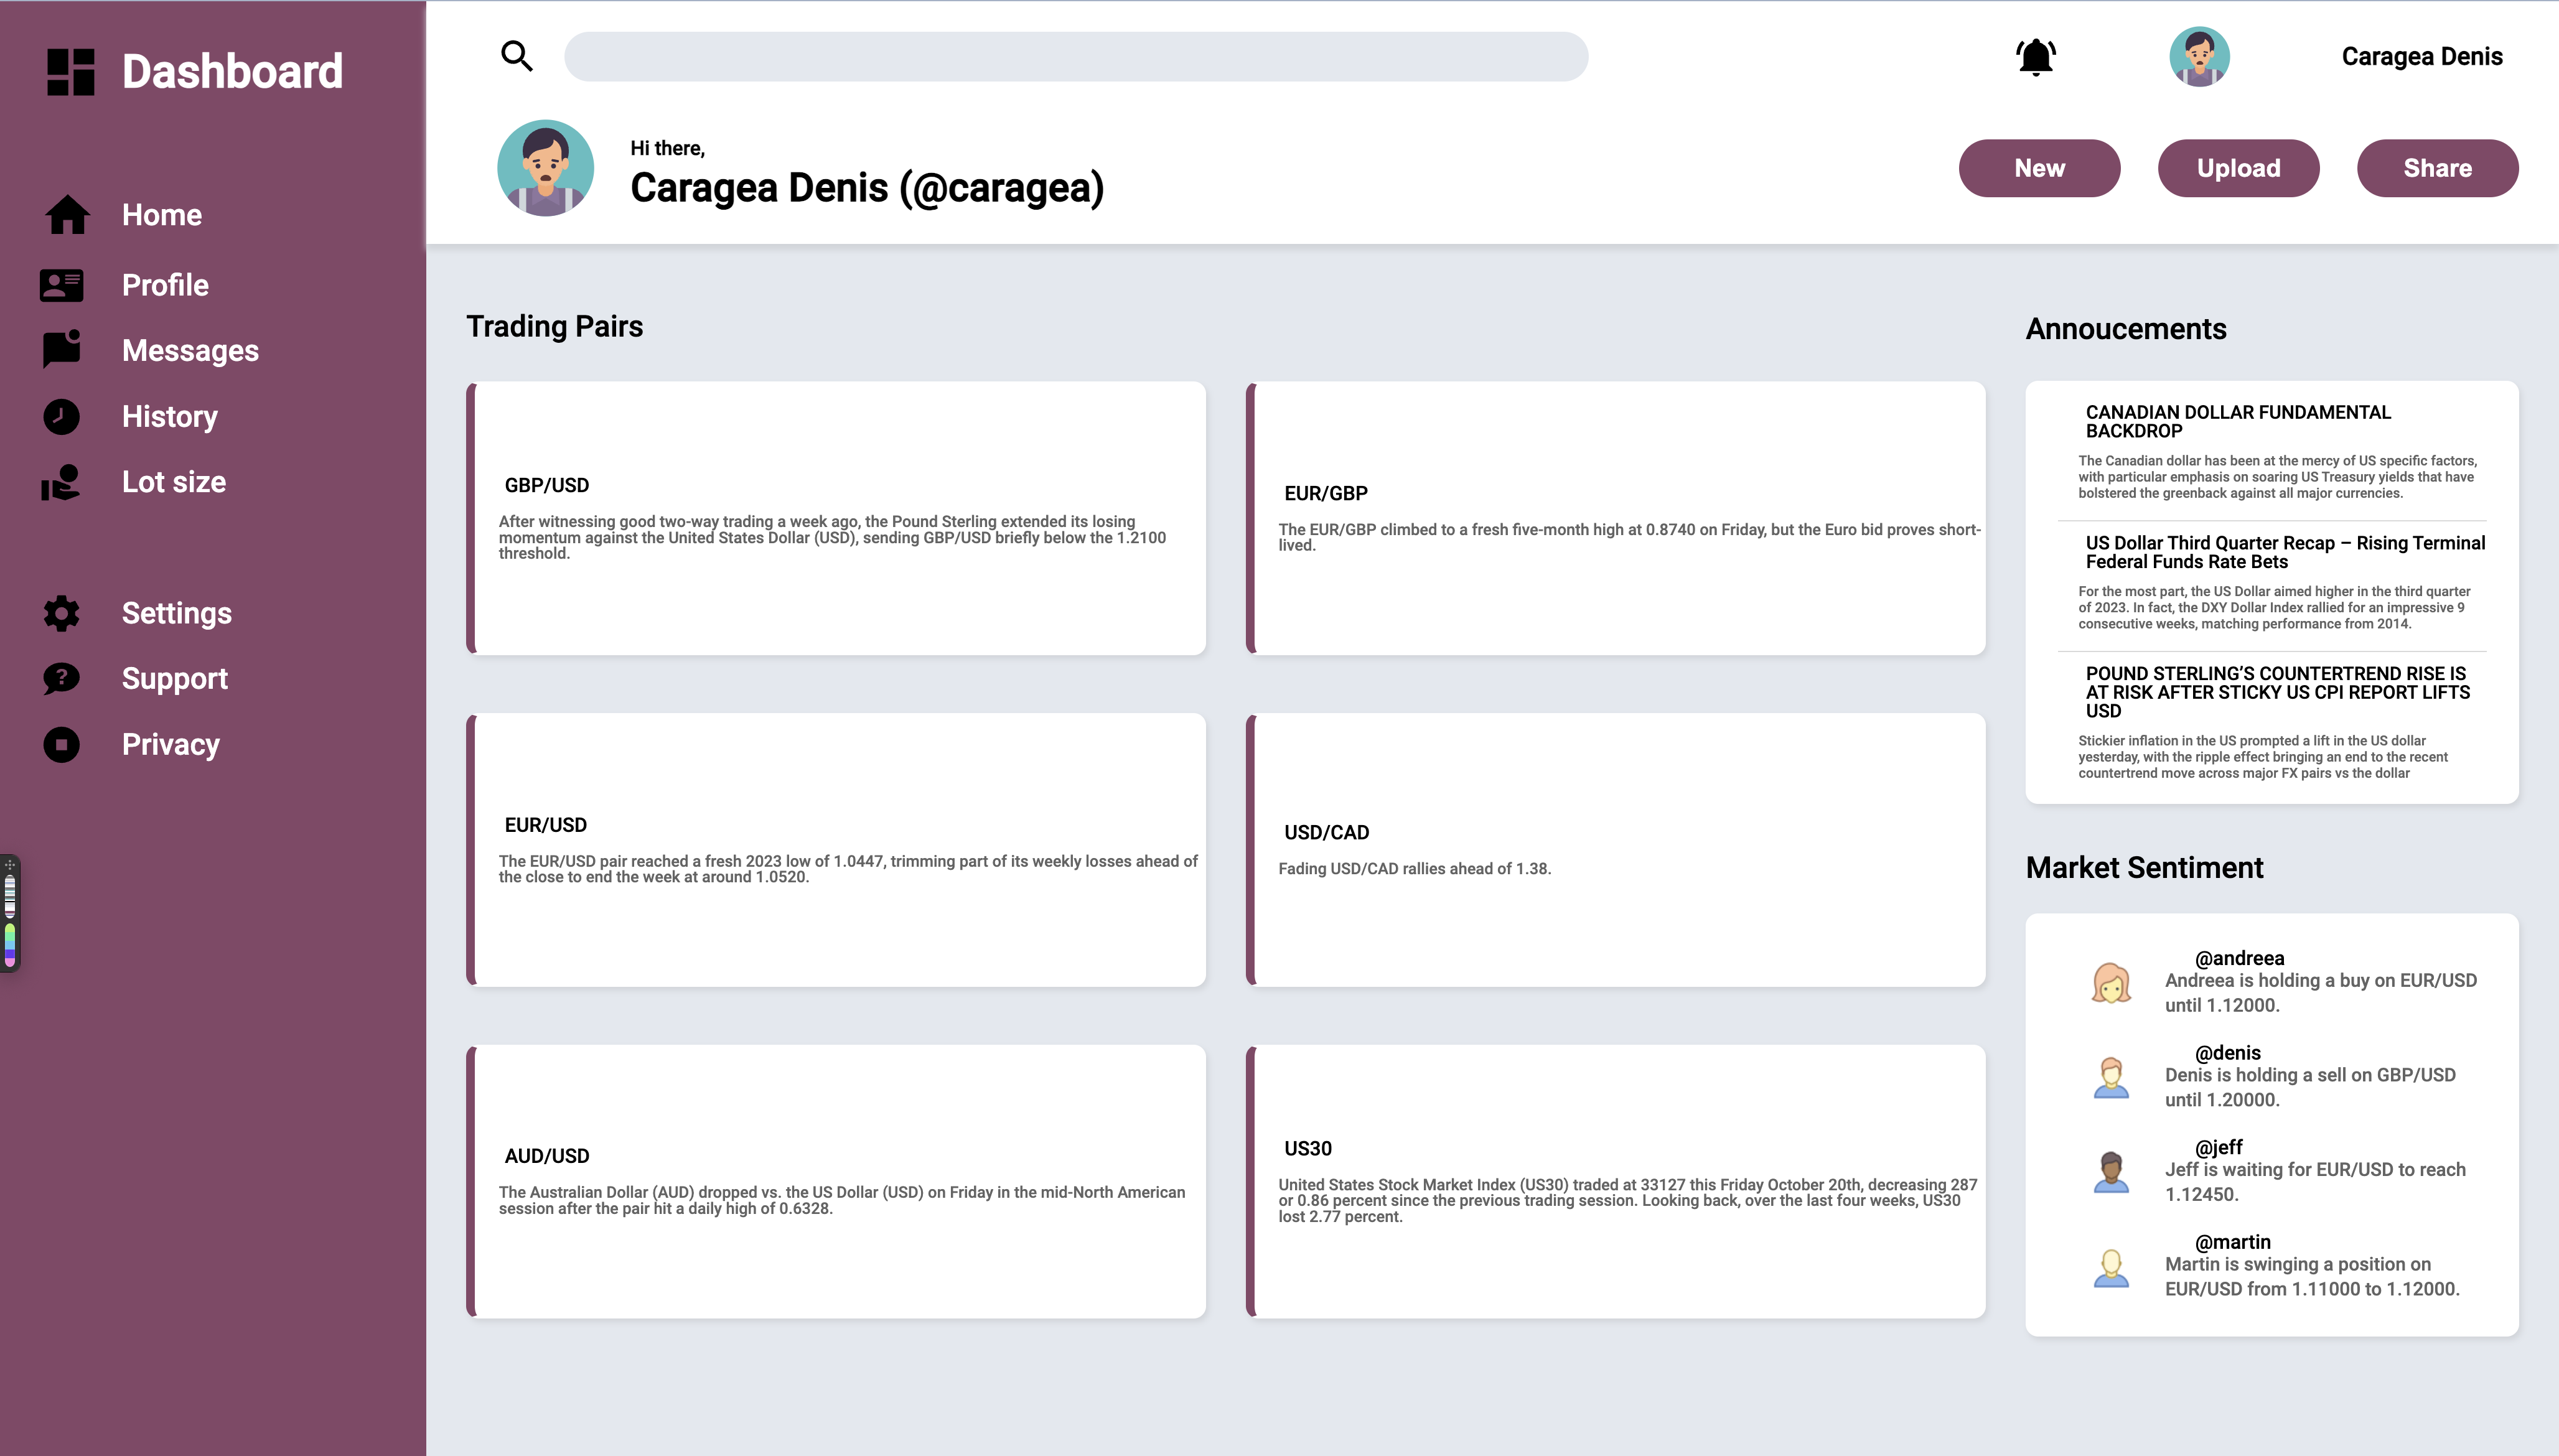 Dashboard
Home
Profile
Messages
History
Lot size
Settings
Support
Privacy
Caragea Denis
Hi there,
Caragea Denis (@caragea)
New
Upload
Share
Trading Pairs
GBP/USD
After witnessing good two-way trading a week ago, the Pound Sterling extended its losing
momentum against the United States Dollar (USD), sending GBP/USD briefly below the 1.2100
threshold.
EUR/GBP
The EUR/GBP climbed to a fresh five-month high at 0.8740 on Friday, but the Euro bid proves short-
lived.
EUR/USD
The EUR/USD pair reached a fresh 2023 low of 1.0447, trimming part of its weekly losses ahead of
the close to end the week at around 1.0520.
USD/CAD
Fading USD/CAD rallies ahead of 1.38.
AUD/USD
The Australian Dollar (AUD) dropped vs. the US Dollar (USD) on Friday in the mid-North American
session after the pair hit a daily high of 0.6328.
US30
United States Stock Market Index (US30) traded at 33127 this Friday October 20th, decreasing 287
or 0.86 percent since the previous trading session. Looking back, over the last four weeks, US30
lost 2.77 percent.
Annoucements
CANADIAN DOLLAR FUNDAMENTAL
BACKDROP
The Canadian dollar has been at the mercy of US specific factors,
with particular emphasis on soaring US Treasury yields that have
bolstered the greenback against all major currencies.
US Dollar Third Quarter Recap – Rising Terminal
Federal Funds Rate Bets
For the most part, the US Dollar aimed higher in the third quarter
of 2023. In fact, the DXY Dollar Index rallied for an impressive 9
consecutive weeks, matching performance from 2014.
POUND STERLING’S COUNTERTREND RISE IS
AT RISK AFTER STICKY US CPI REPORT LIFTS
USD
Stickier inflation in the US prompted a lift in the US dollar
yesterday, with the ripple effect bringing an end to the recent
countertrend move across major FX pairs vs the dollar
Market Sentiment
@andreea
Andreea is holding a buy on EUR/USD
until 1.12000.
@denis
Denis is holding a sell on GBP/USD
until 1.20000.
@jeff
Jeff is waiting for EUR/USD to reach
1.12450.
@martin
Martin is swinging a position on
EUR/USD from 1.11000 to 1.12000.